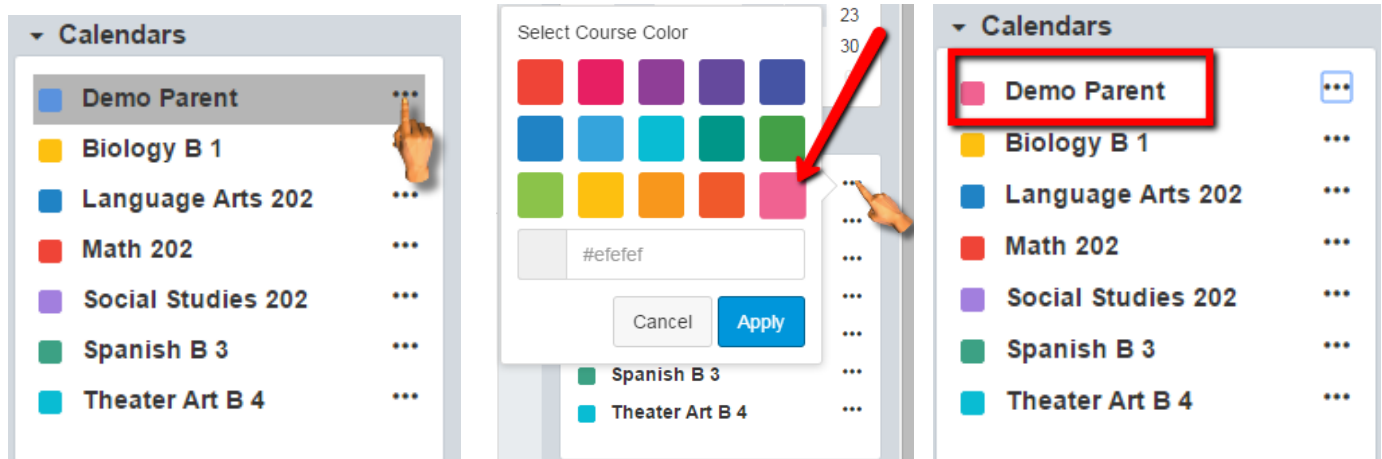 Calendars
Demo Parent
Biology B 1
Language Arts 202
Math 202
Social Studies 202
Spanish B 3
Theater Art B 4
Select Course Color
23
30
#efefef
Cancel Apply
Spanish B 3
Theater Art B 4
Calendars
Demo Parent
Biology B 1
Language Arts 202
Math 202
Social Studies 202
Spanish B 3
Theater Art B 4